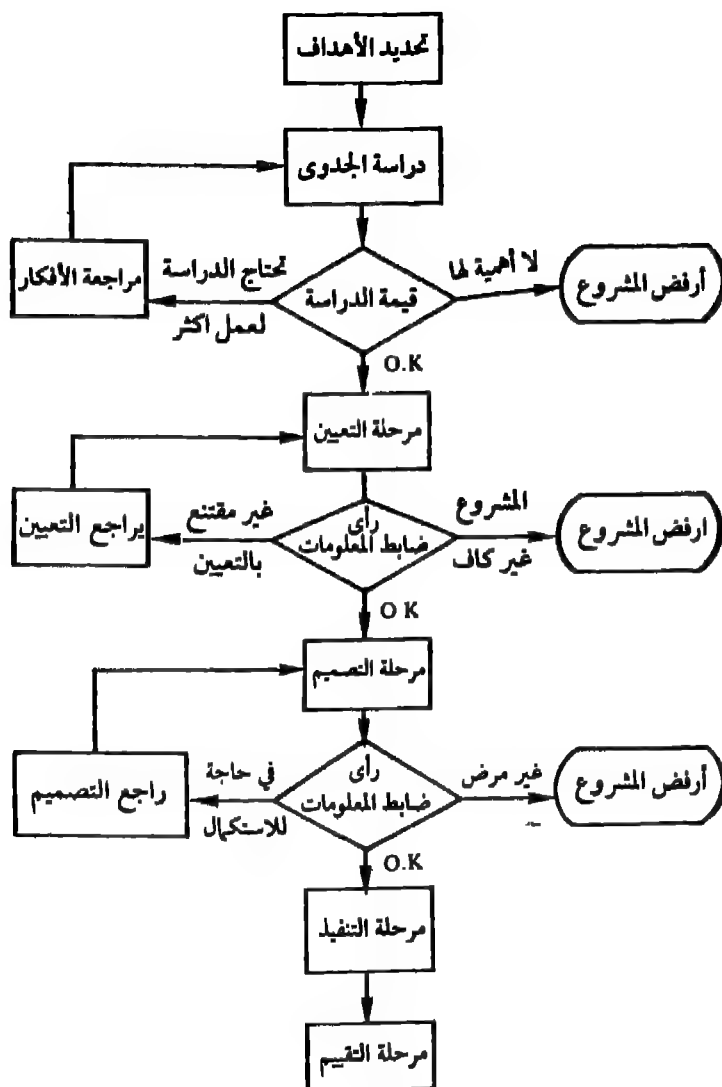 تحديد الأهداف
دراسة الجدوى
لا أهمية لها
تحتاج الدراسة
أرفض المشروع
قيمة الدراسة
مراجعة الأفكار
لعمل اكثر
O.K
مرحلة التعيين
المشروع
رأى
غير مقتنع
ارفض المشروع
ضابط المعلومات
يراجع التعيين
غير كاف
بالتعيين
O K
مرحلة التصميم
غير مرض
رأى
في حاجة
أرفض المشروع
ضابط المعلومات
راجع التصميم
للاستكمال
O.K
مرحلة التنفيذ
مرحلة التقييم